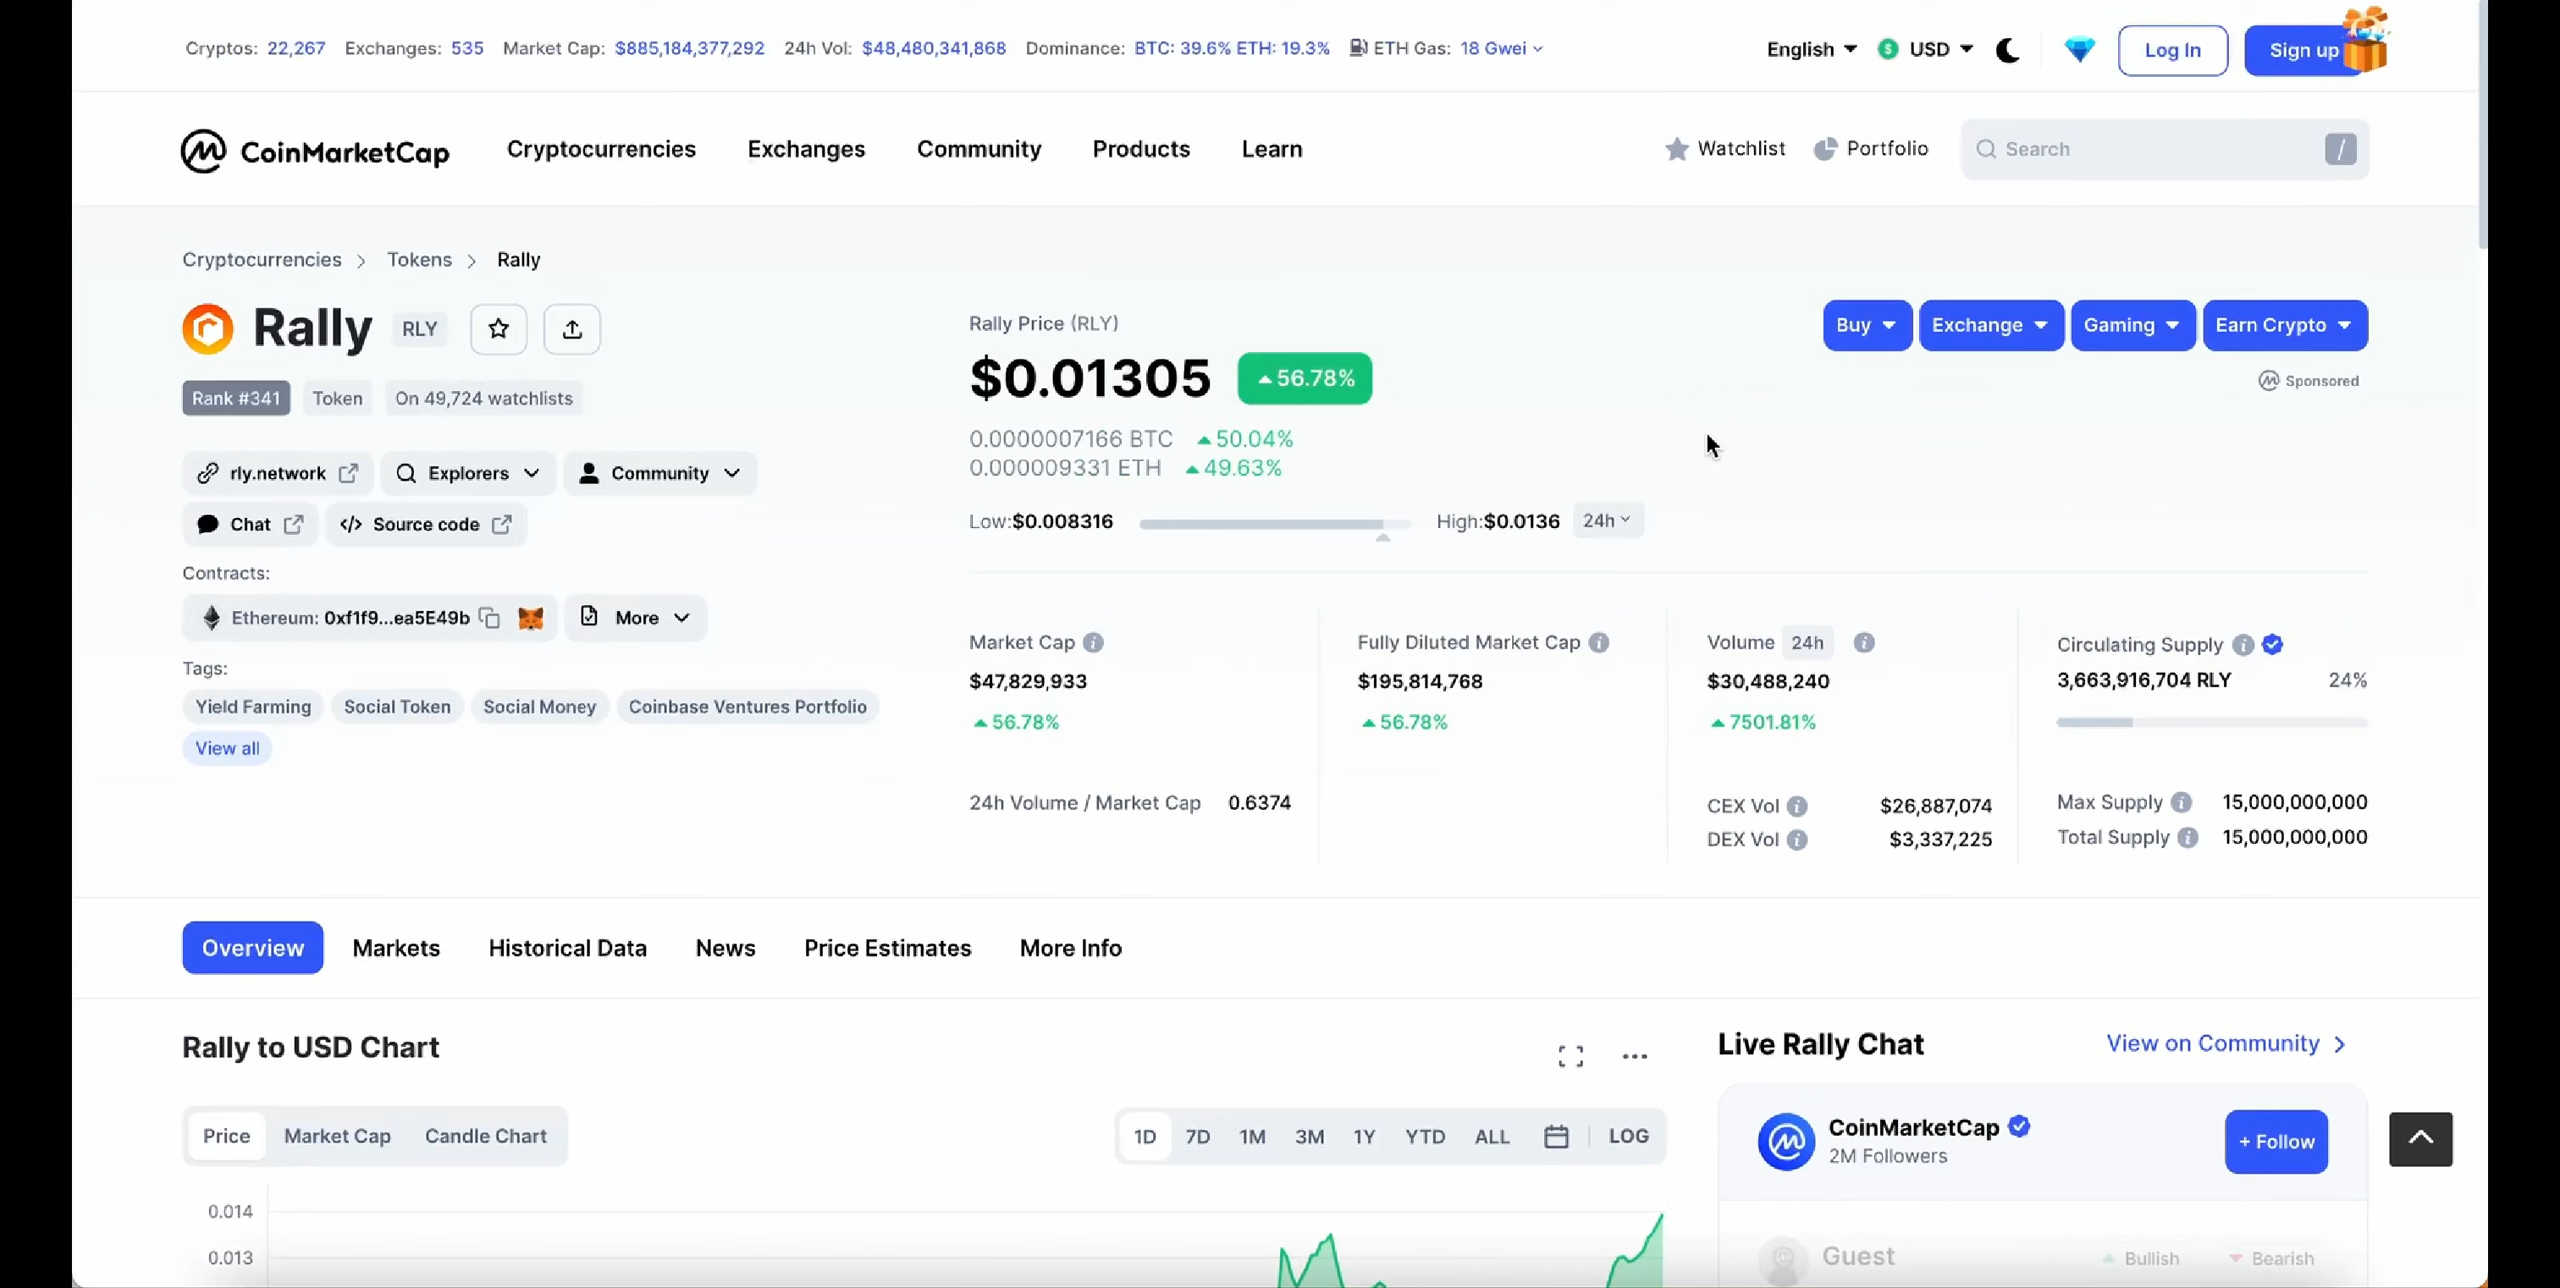 Cryptos: 22,267 Exchanges: 535 Market Cap: $885,184,377,292 24h Vol: $48,480,341,868 Dominance: BTC: 39.6% ETH: 19.3% ETH Gas: 18 Gwei
English USD Log In Sign up
CoinMarketCap Cryptocurrencies Exchanges Community Products Learn Watchlist Portfolio Search /
Cryptocurrencies > Tokens > Rally
Rally RLY
Rank #341 Token On 49,724 watchlists
rly.network Explorers Community
Chat </> Source code
Contracts:
Ethereum: 0xf1f9...ea5E49b More
Tags:
Yield Farming Social Token Social Money Coinbase Ventures Portfolio
View all
Rally Price (RLY)
$0.01305 56.78%
0.0000007166 BTC 50.04%
0.000009331 ETH 49.63%
Low:$0.008316 High:$0.0136 24h
Buy Exchange Gaming Earn Crypto
Sponsored
Market Cap
$47,829,933
56.78%
24h Volume / Market Cap 0.6374
Fully Diluted Market Cap
$195,814,768
56.78%
Volume 24h
$30,488,240
7501.81%
CEX Vol $26,887,074
DEX Vol $3,337,225
Circulating Supply
3,663,916,704 RLY 24%
Max Supply 15,000,000,000
Total Supply 15,000,000,000
Overview Markets Historical Data News Price Estimates More Info
Rally to USD Chart
Price Market Cap Candle Chart 1D 7D 1M 3M 1Y YTD ALL LOG
0.014
0.013
Live Rally Chat View on Community >
CoinMarketCap
2M Followers
+ Follow
Guest Bullish Bearish